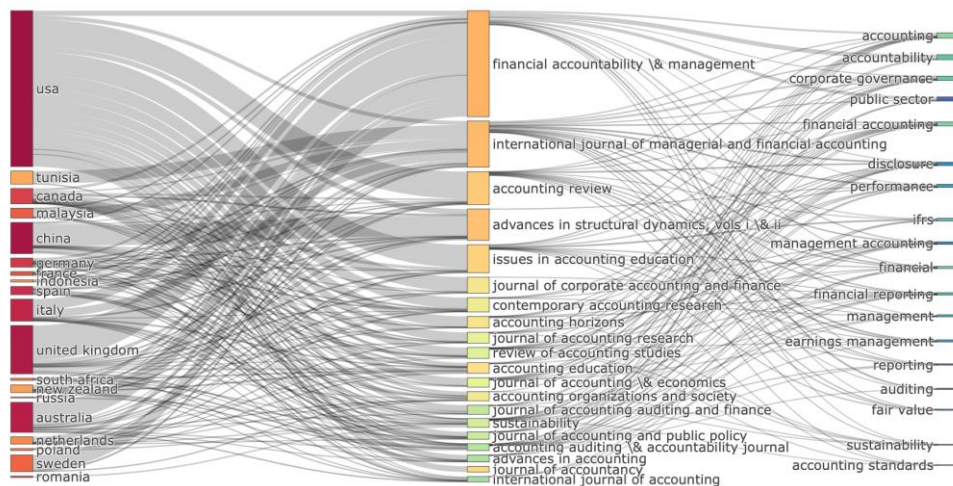 usa
tunisia
canada
malaysia
china
germany
france
indonesia
spain
italy
united kingdom
south africa
new zealand
russia
australia
netherlands
poland
sweden
romania
financial accountability \& management
international journal of managerial and financial accounting
accounting review
advances in structural dynamics, vols i \& ii
issues in accounting education
journal of corporate accounting and finance
contemporary accounting research
accounting horizons
journal of accounting research
review of accounting studies
accounting education
journal of accounting \& economics
accounting organizations and society
journal of accounting auditing and finance
sustainability
journal of accounting and public policy
accounting auditing \& accountability journal
advances in accounting
journal of accountancy
international journal of accounting
accounting
accountability
corporate governance
public sector
financial accounting
disclosure
performance
ifrs
management accounting
financial
financial reporting
management
earnings management
reporting
auditing
fair value
sustainability
accounting standards